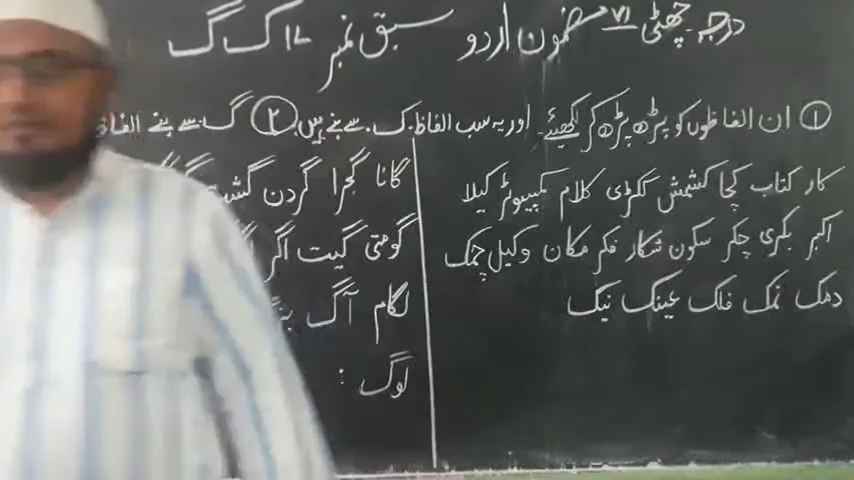 درجہ چھٹی ۷۱ مضمون اردو سبق نمبر ۱۷ ک گ
① ان الفاظوں کو پڑھ پڑھ کر لکھیئے۔ اور یہ سب الفاظ ک۔ سے بنے ہیں
کار کتاب کچا کشمش ککڑی کلام کمپیوٹر کیلا
اکبر بکری چکر سکون شکار فکر مکان وکیل چمک
دمک نمک فلک عینک نیک
② گ سے بنے الفاظ
گانا گجرا گردن
گومتی گیت
لگام آگ
لوگ :